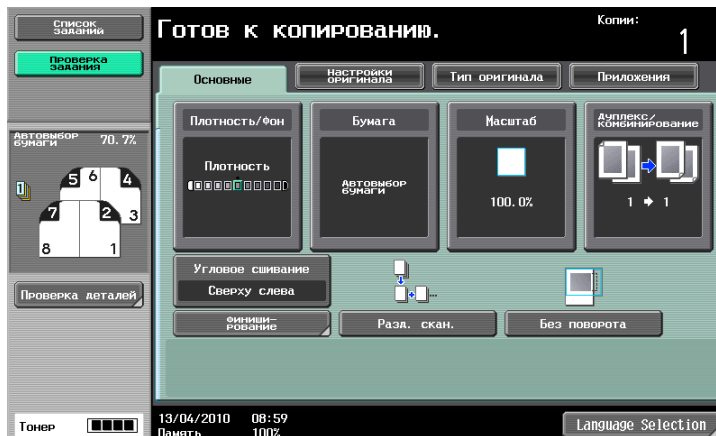 Список
заданий
Готов к копированию.
Копии:
1
Проверка
задания
Основные
Настройки
оригинала
Тип оригинала
Приложения
Автовыбор
бумаги
70.7%
1
5 6 4
7 2 3
8 1
Проверка деталей
Плотность/Фон
Плотность
Бумага
Автовыбор
бумаги
Масштаб
100.0%
Дуплекс/
Комбинирование
1 ➔ 1
Угловое сшивание
Сверху слева
Финиши-
рование
Разд. скан.
Без поворота
Тонер
13/04/2010 08:59
Память 100%
Language Selection